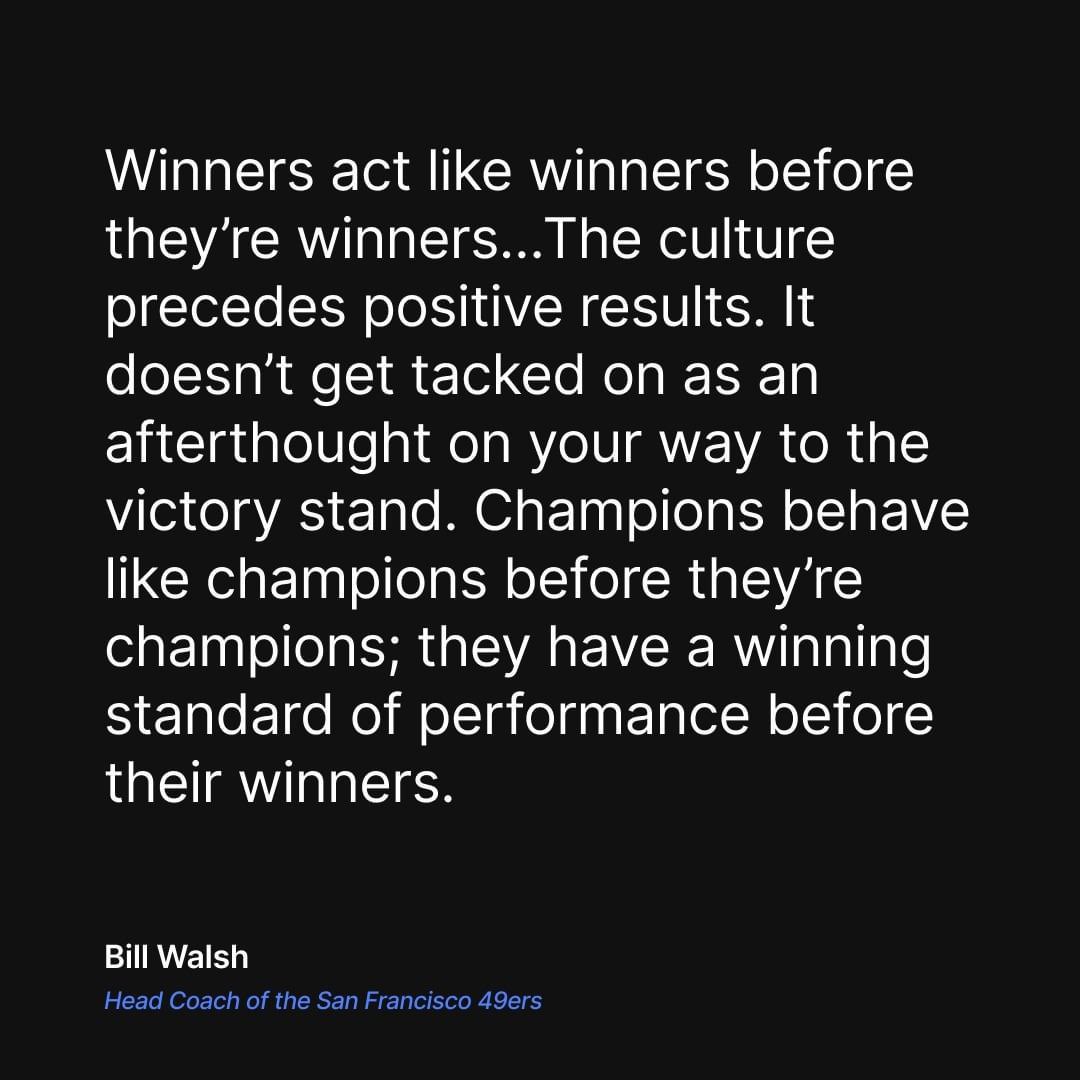 Winners act like winners before
they’re winners...The culture
precedes positive results. It
doesn’t get tacked on as an
afterthought on your way to the
victory stand. Champions behave
like champions before they’re
champions; they have a winning
standard of performance before
their winners.
Bill Walsh
Head Coach of the San Francisco 49ers